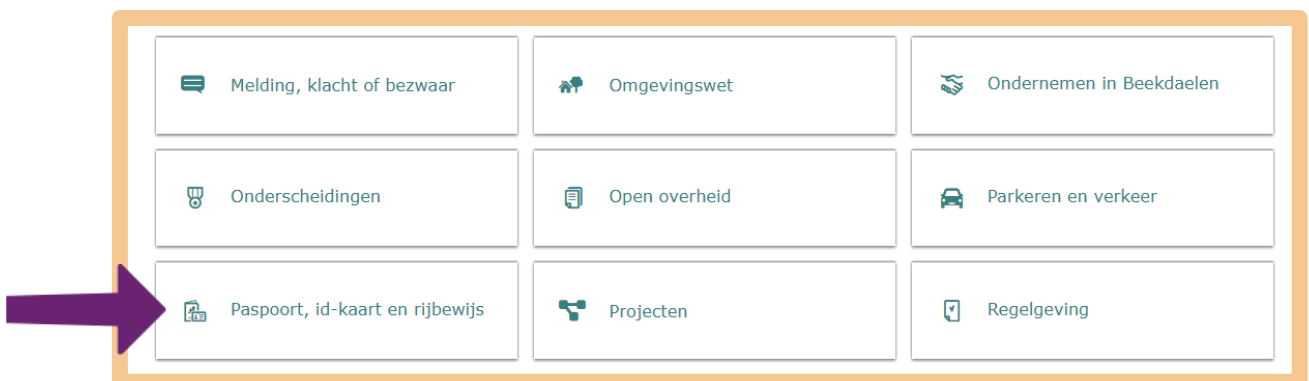 Melding, klacht of bezwaar
Omgevingswet
Ondernemen in Beekdaelen
Onderscheidingen
Open overheid
Parkeren en verkeer
Paspoort, id-kaart en rijbewijs
Projecten
Regelgeving